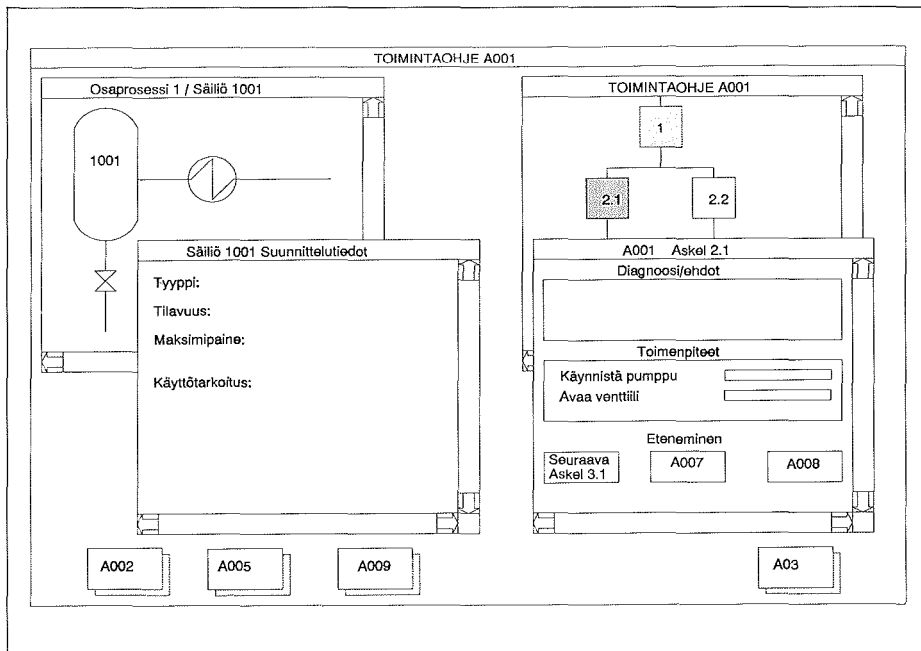 TOIMINTAOHJE A001
Osaprosessi 1 / Säiliö 1001
1001
Säiliö 1001 Suunnittelutiedot
Tyyppi:
Tilavuus:
Maksimipaine:
Käyttötarkoitus:
TOIMINTAOHJE A001
1
2.1
2.2
A001 Askel 2.1
Diagnoosi/ehdot
Toimenpiteet
Käynnistä pumppu
Avaa venttiili
Eteneminen
Seuraava
Askel 3.1
A007
A008
A002
A005
A009
A03